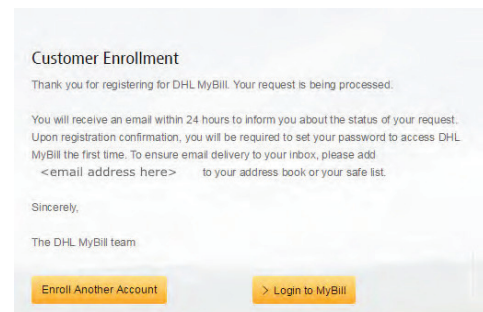 Customer Enrollment
Thank you for registering for DHL MyBill. Your request is being processed.
You will receive an email within 24 hours to inform you about the status of your request.
Upon registration confirmation, you will be required to set your password to access DHL
MyBill the first time. To ensure email delivery to your inbox, please add
<email address here> to your address book or your safe list.
Sincerely,
The DHL MyBill team
Enroll Another Account
> Login to MyBill